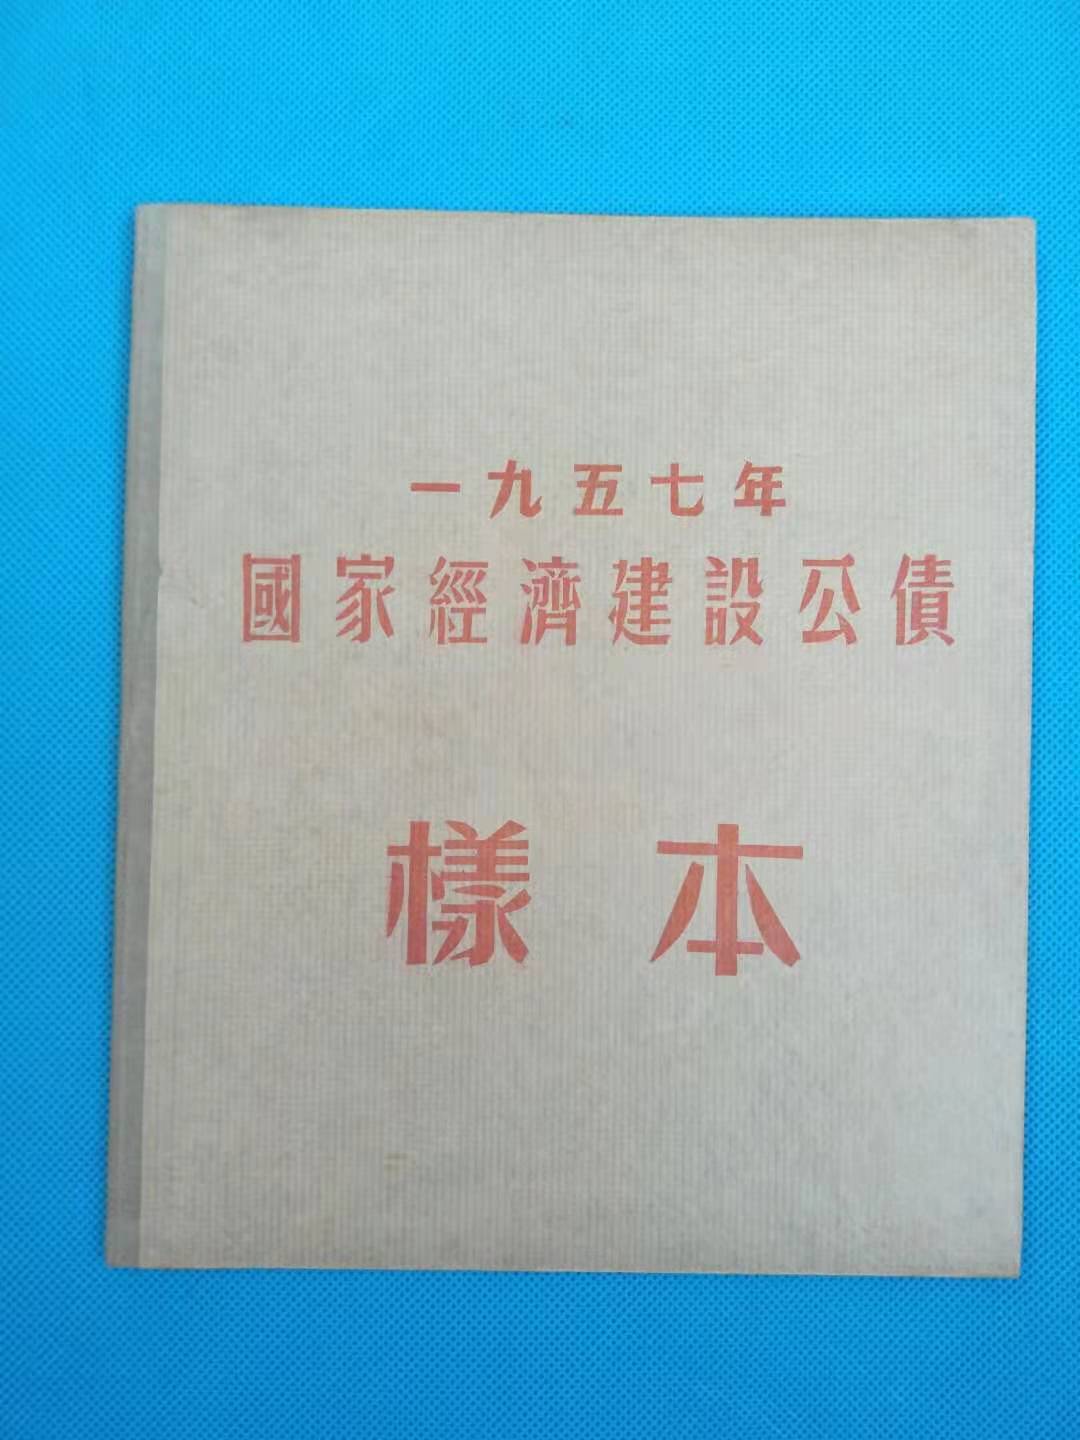 一九五七年
國家經濟建設公債
樣本